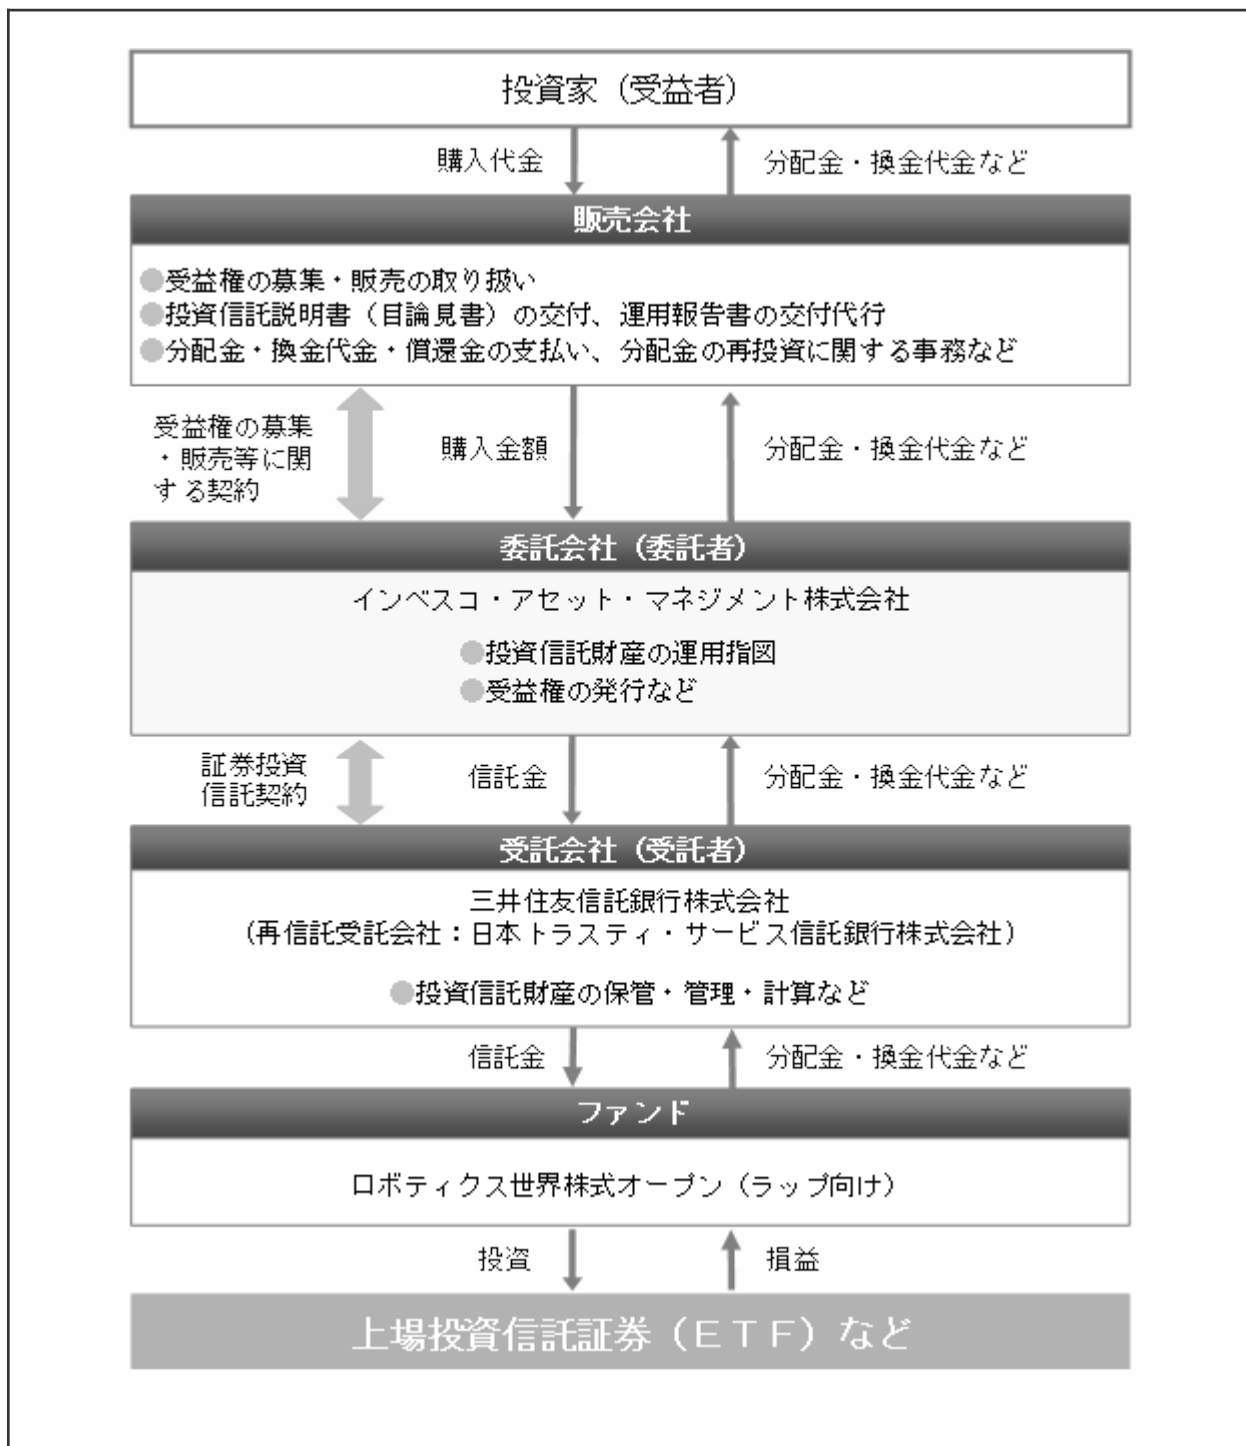 投資家（受益者）
購入代金
分配金・換金代金など
販売会社
●受益権の募集・販売の取り扱い
●投資信託説明書（目論見書）の交付、運用報告書の交付代行
●分配金・換金代金・償還金の支払い、分配金の再投資に関する事務など
受益権の募集
・販売等に関
する契約
購入金額
分配金・換金代金など
委託会社（委託者）
インベスコ・アセット・マネジメント株式会社
●投資信託財産の運用指図
●受益権の発行など
証券投資
信託契約
信託金
分配金・換金代金など
受託会社（受託者）
三井住友信託銀行株式会社
（再信託受託会社：日本トラスティ・サービス信託銀行株式会社）
●投資信託財産の保管・管理・計算など
信託金
分配金・換金代金など
ファンド
ロボティクス世界株式オープン（ラップ向け）
投資
損益
上場投資信託証券（ＥＴＦ）など